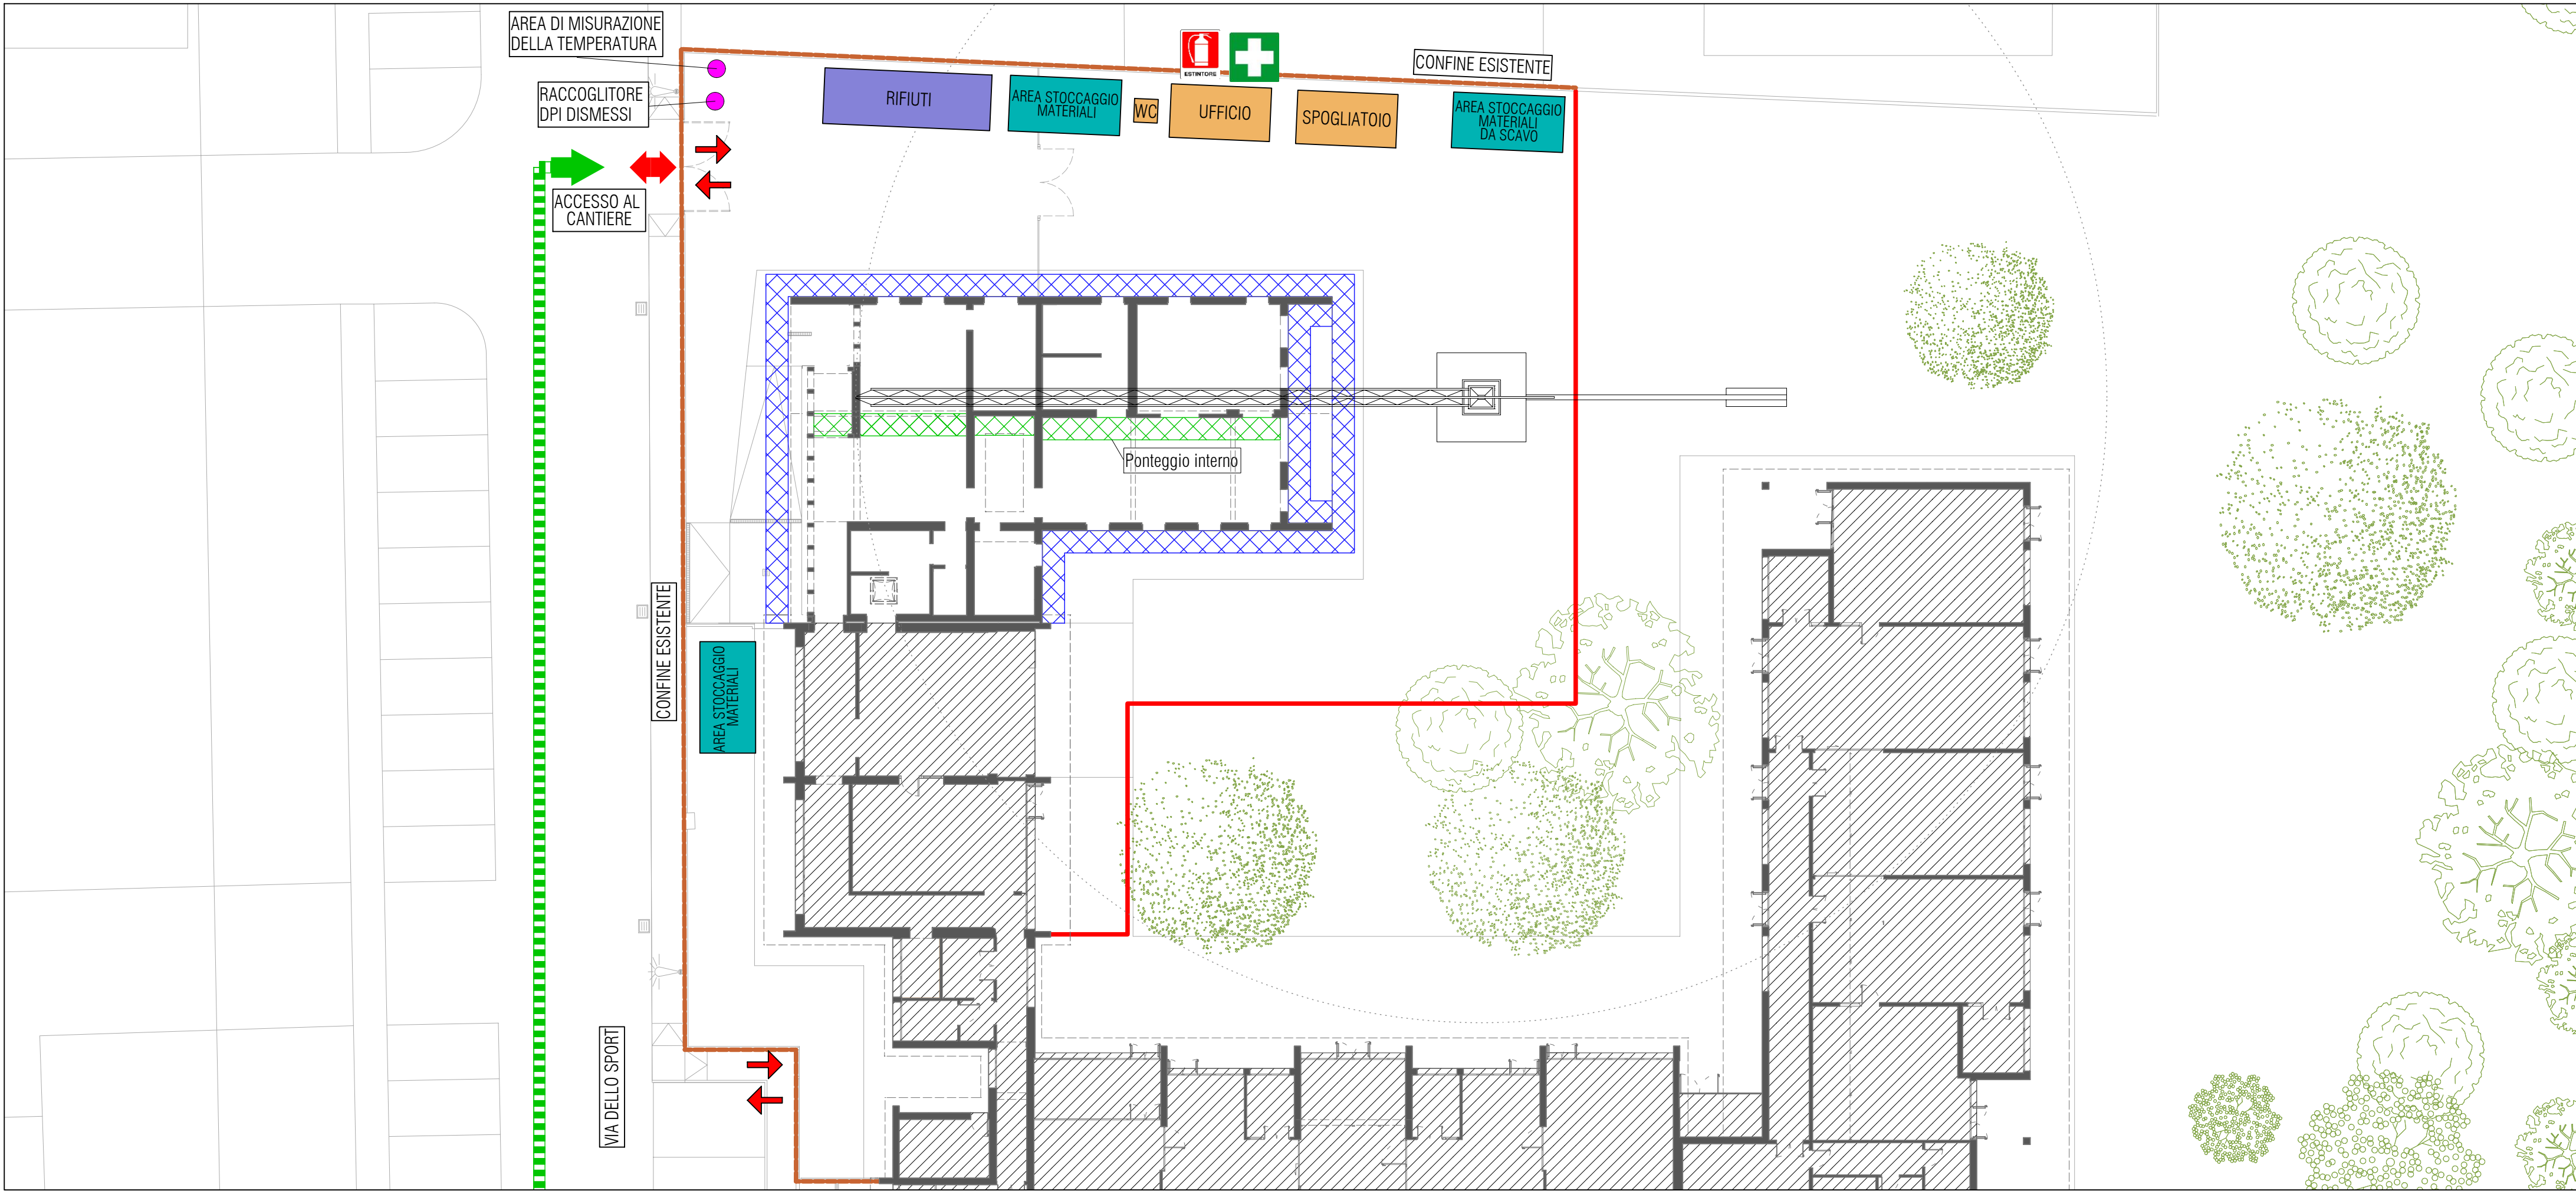 AREA DI MISURAZIONE
DELLA TEMPERATURA
RACCOGLITORE
DPI DISMESSI
ACCESSO AL
CANTIERE
RIFIUTI
AREA STOCCAGGIO
MATERIALI
WC
ESTINTORE
UFFICIO
SPOGLIATOIO
CONFINE ESISTENTE
AREA STOCCAGGIO
MATERIALI
DA SCAVO
Ponteggio interno
CONFINE ESISTENTE
AREA STOCCAGGIO
MATERIALI
VIA DELLO SPORT